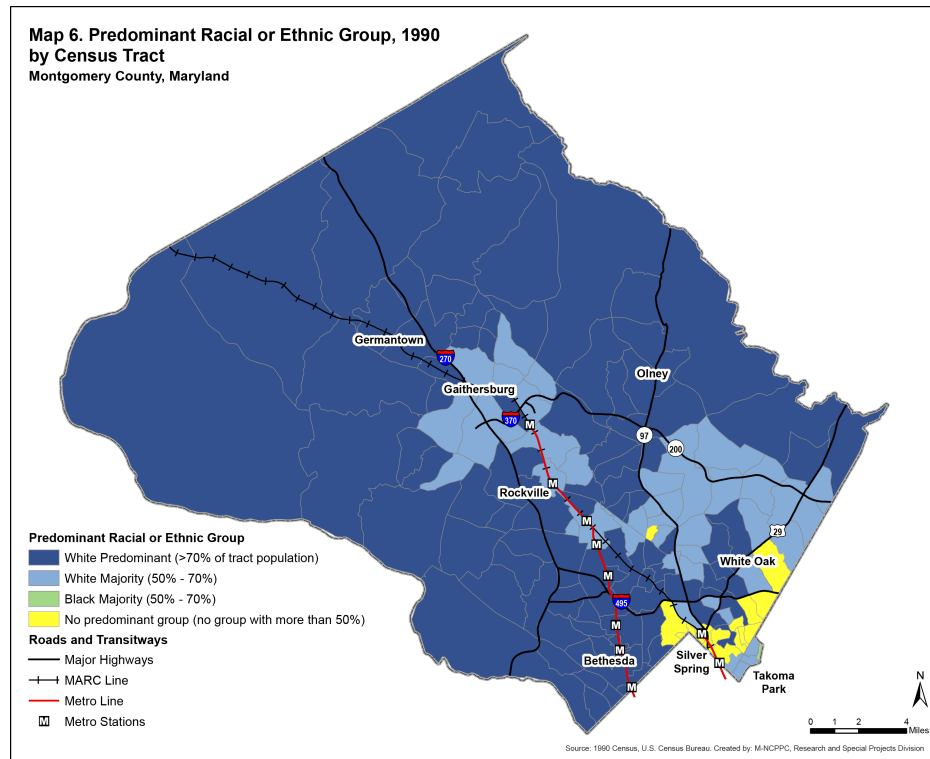 Map 6. Predominant Racial or Ethnic Group, 1990
by Census Tract
Montgomery County, Maryland
Germantown
270
Gaithersburg
Olney
370
M
97
200
Rockville
M
M
M
29
White Oak
M
495
M
M
M
M
M
Bethesda
Silver
Spring
Takoma
Park
Predominant Racial or Ethnic Group
White Predominant (>70% of tract population)
White Majority (50% - 70%)
Black Majority (50% - 70%)
No predominant group (no group with more than 50%)
Roads and Transitways
Major Highways
MARC Line
Metro Line
M Metro Stations
N
0 1 2 4
Miles
Source: 1990 Census, U.S. Census Bureau. Created by: M-NCPPC, Research and Special Projects Division